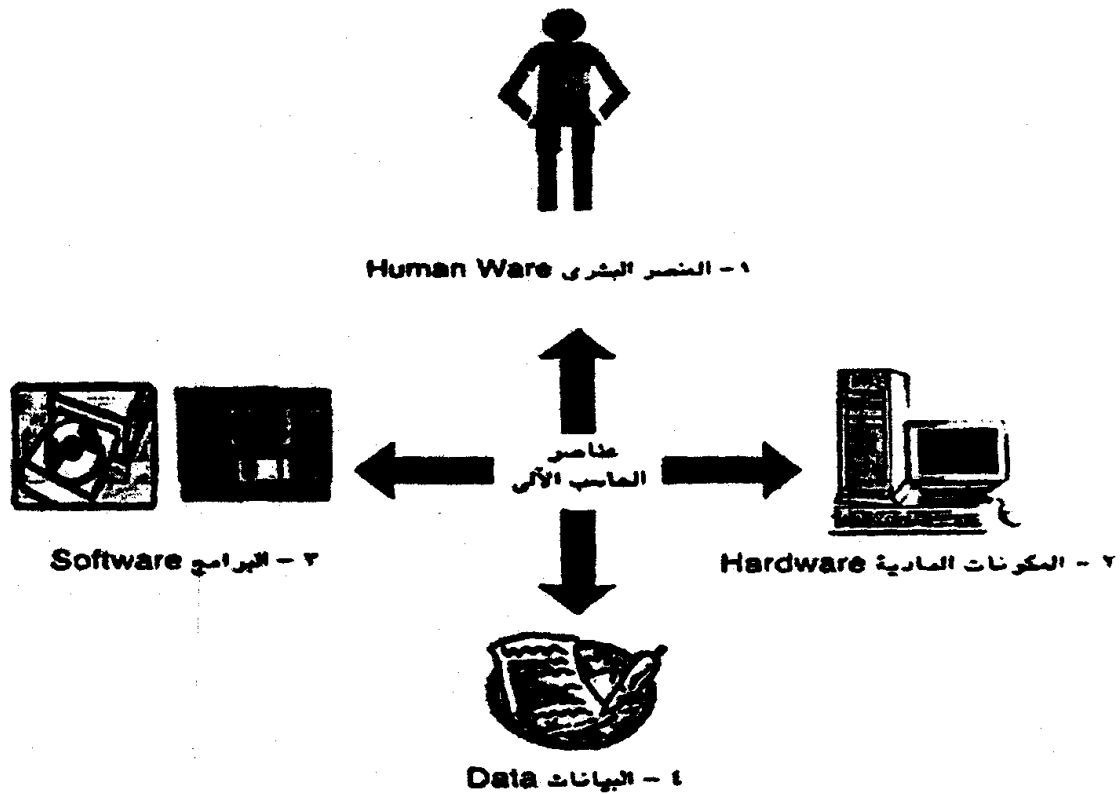 ١ - العنصر البشرى Human Ware
عناصر
الحاسب الآلى
٢ - المكونات المادية Hardware
٣ - البرامج Software
٤ - البيانات Data